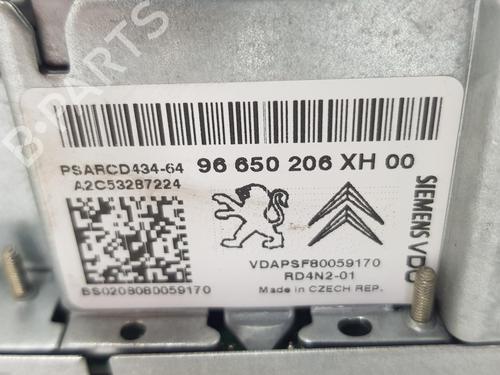 B-PARTS
PSARCD434-64
96 650 206 XH 00
A2C53287224
SIEMENS VDO
VDAPSF80059170
RD4N2-01
BS0208080059170
Made in CZECH REP.